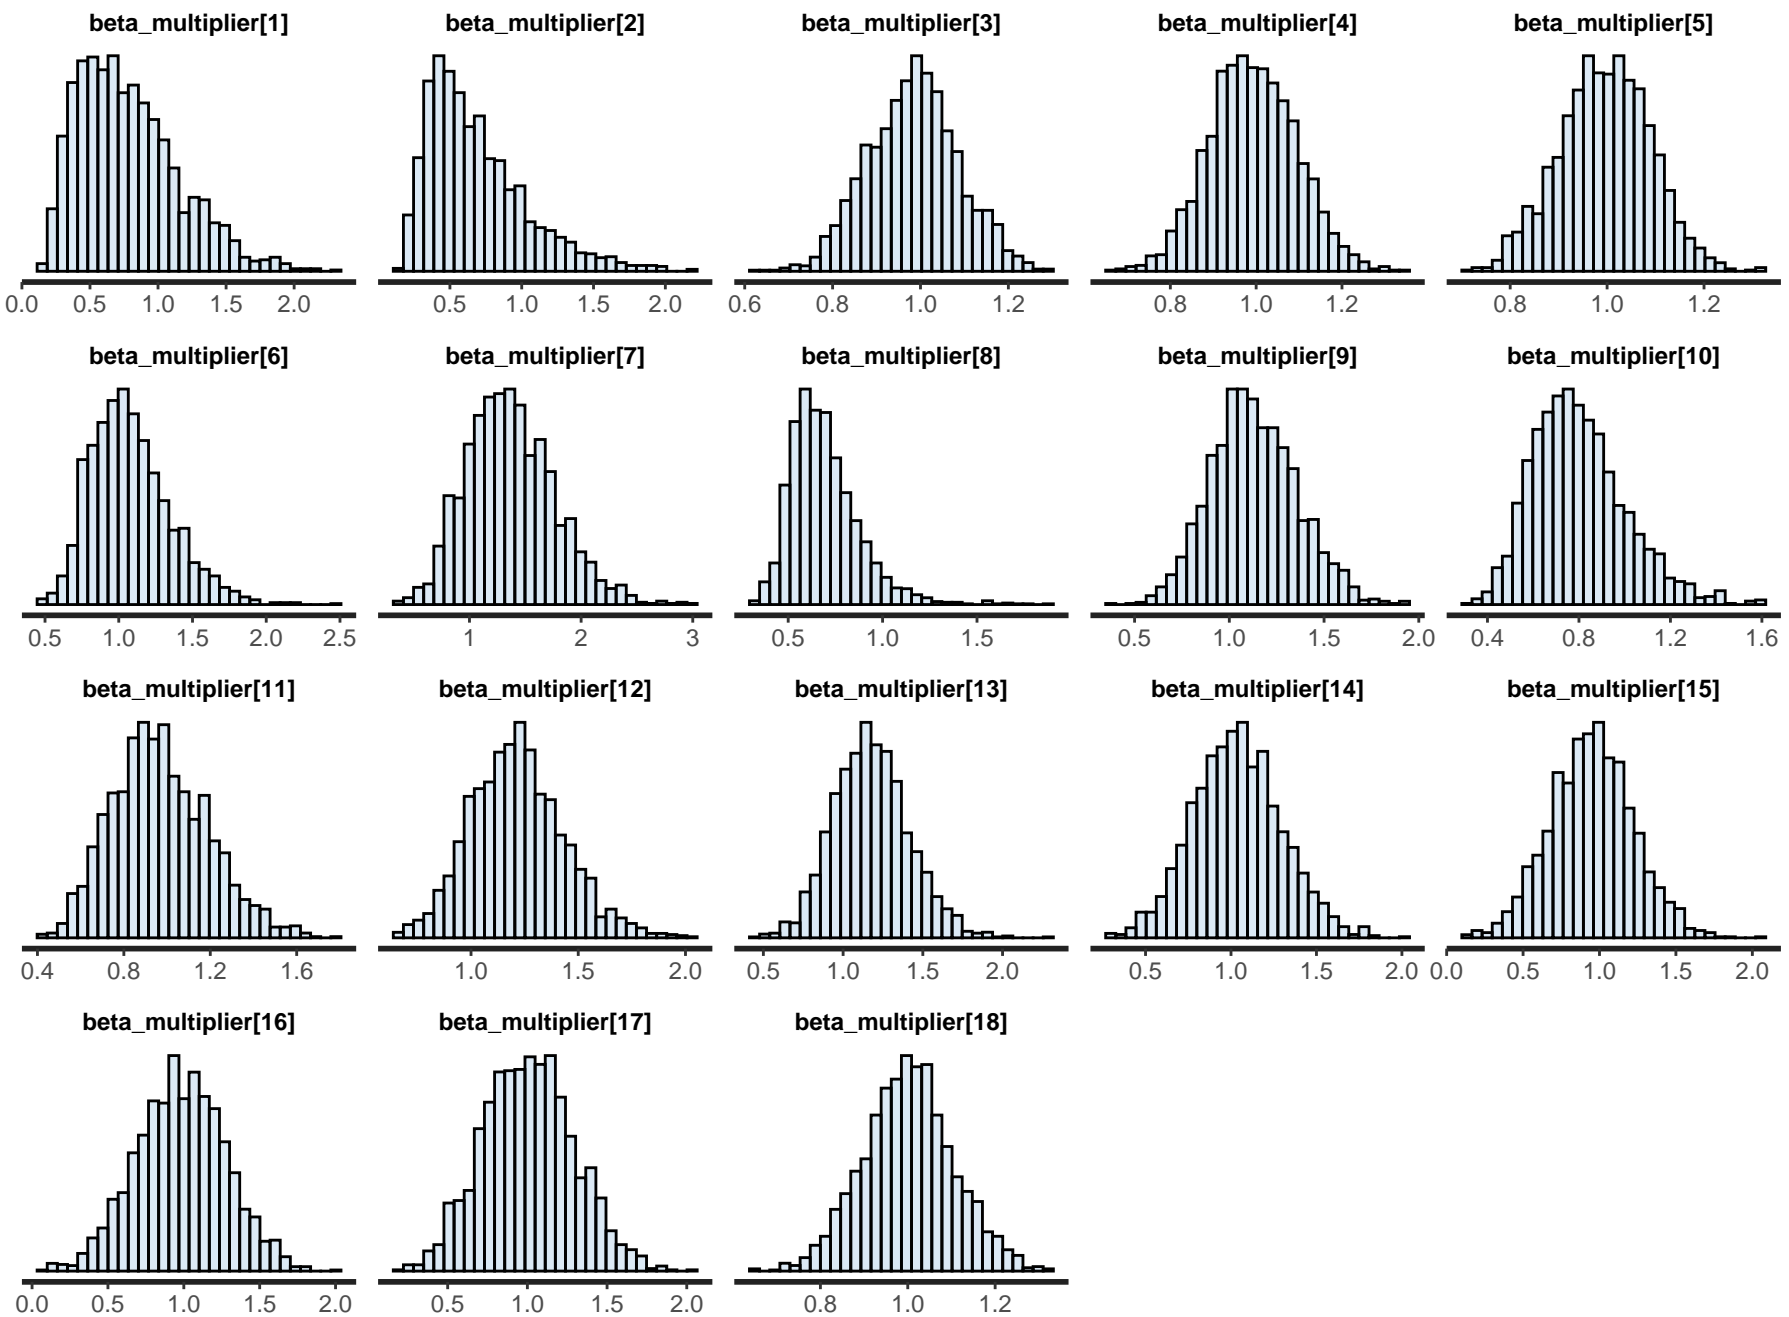 beta_multiplier[1] beta_multiplier[2] beta_multiplier[3] beta_multiplier[4] beta_multiplier[5]
0.0 0.5 1.0 1.5 2.0 0.5 1.0 1.5 2.0 0.6 0.8 1.0 1.2 0.8 1.0 1.2 0.8 1.0 1.2
beta_multiplier[6] beta_multiplier[7] beta_multiplier[8] beta_multiplier[9] beta_multiplier[10]
0.5 1.0 1.5 2.0 2.5 1 2 3 0.5 1.0 1.5 0.5 1.0 1.5 2.0 0.4 0.8 1.2 1.6
beta_multiplier[11] beta_multiplier[12] beta_multiplier[13] beta_multiplier[14] beta_multiplier[15]
0.4 0.8 1.2 1.6 1.0 1.5 2.0 0.5 1.0 1.5 2.0 0.5 1.0 1.5 2.0 0.0 0.5 1.0 1.5 2.0
beta_multiplier[16] beta_multiplier[17] beta_multiplier[18]
0.0 0.5 1.0 1.5 2.0 0.5 1.0 1.5 2.0 0.8 1.0 1.2